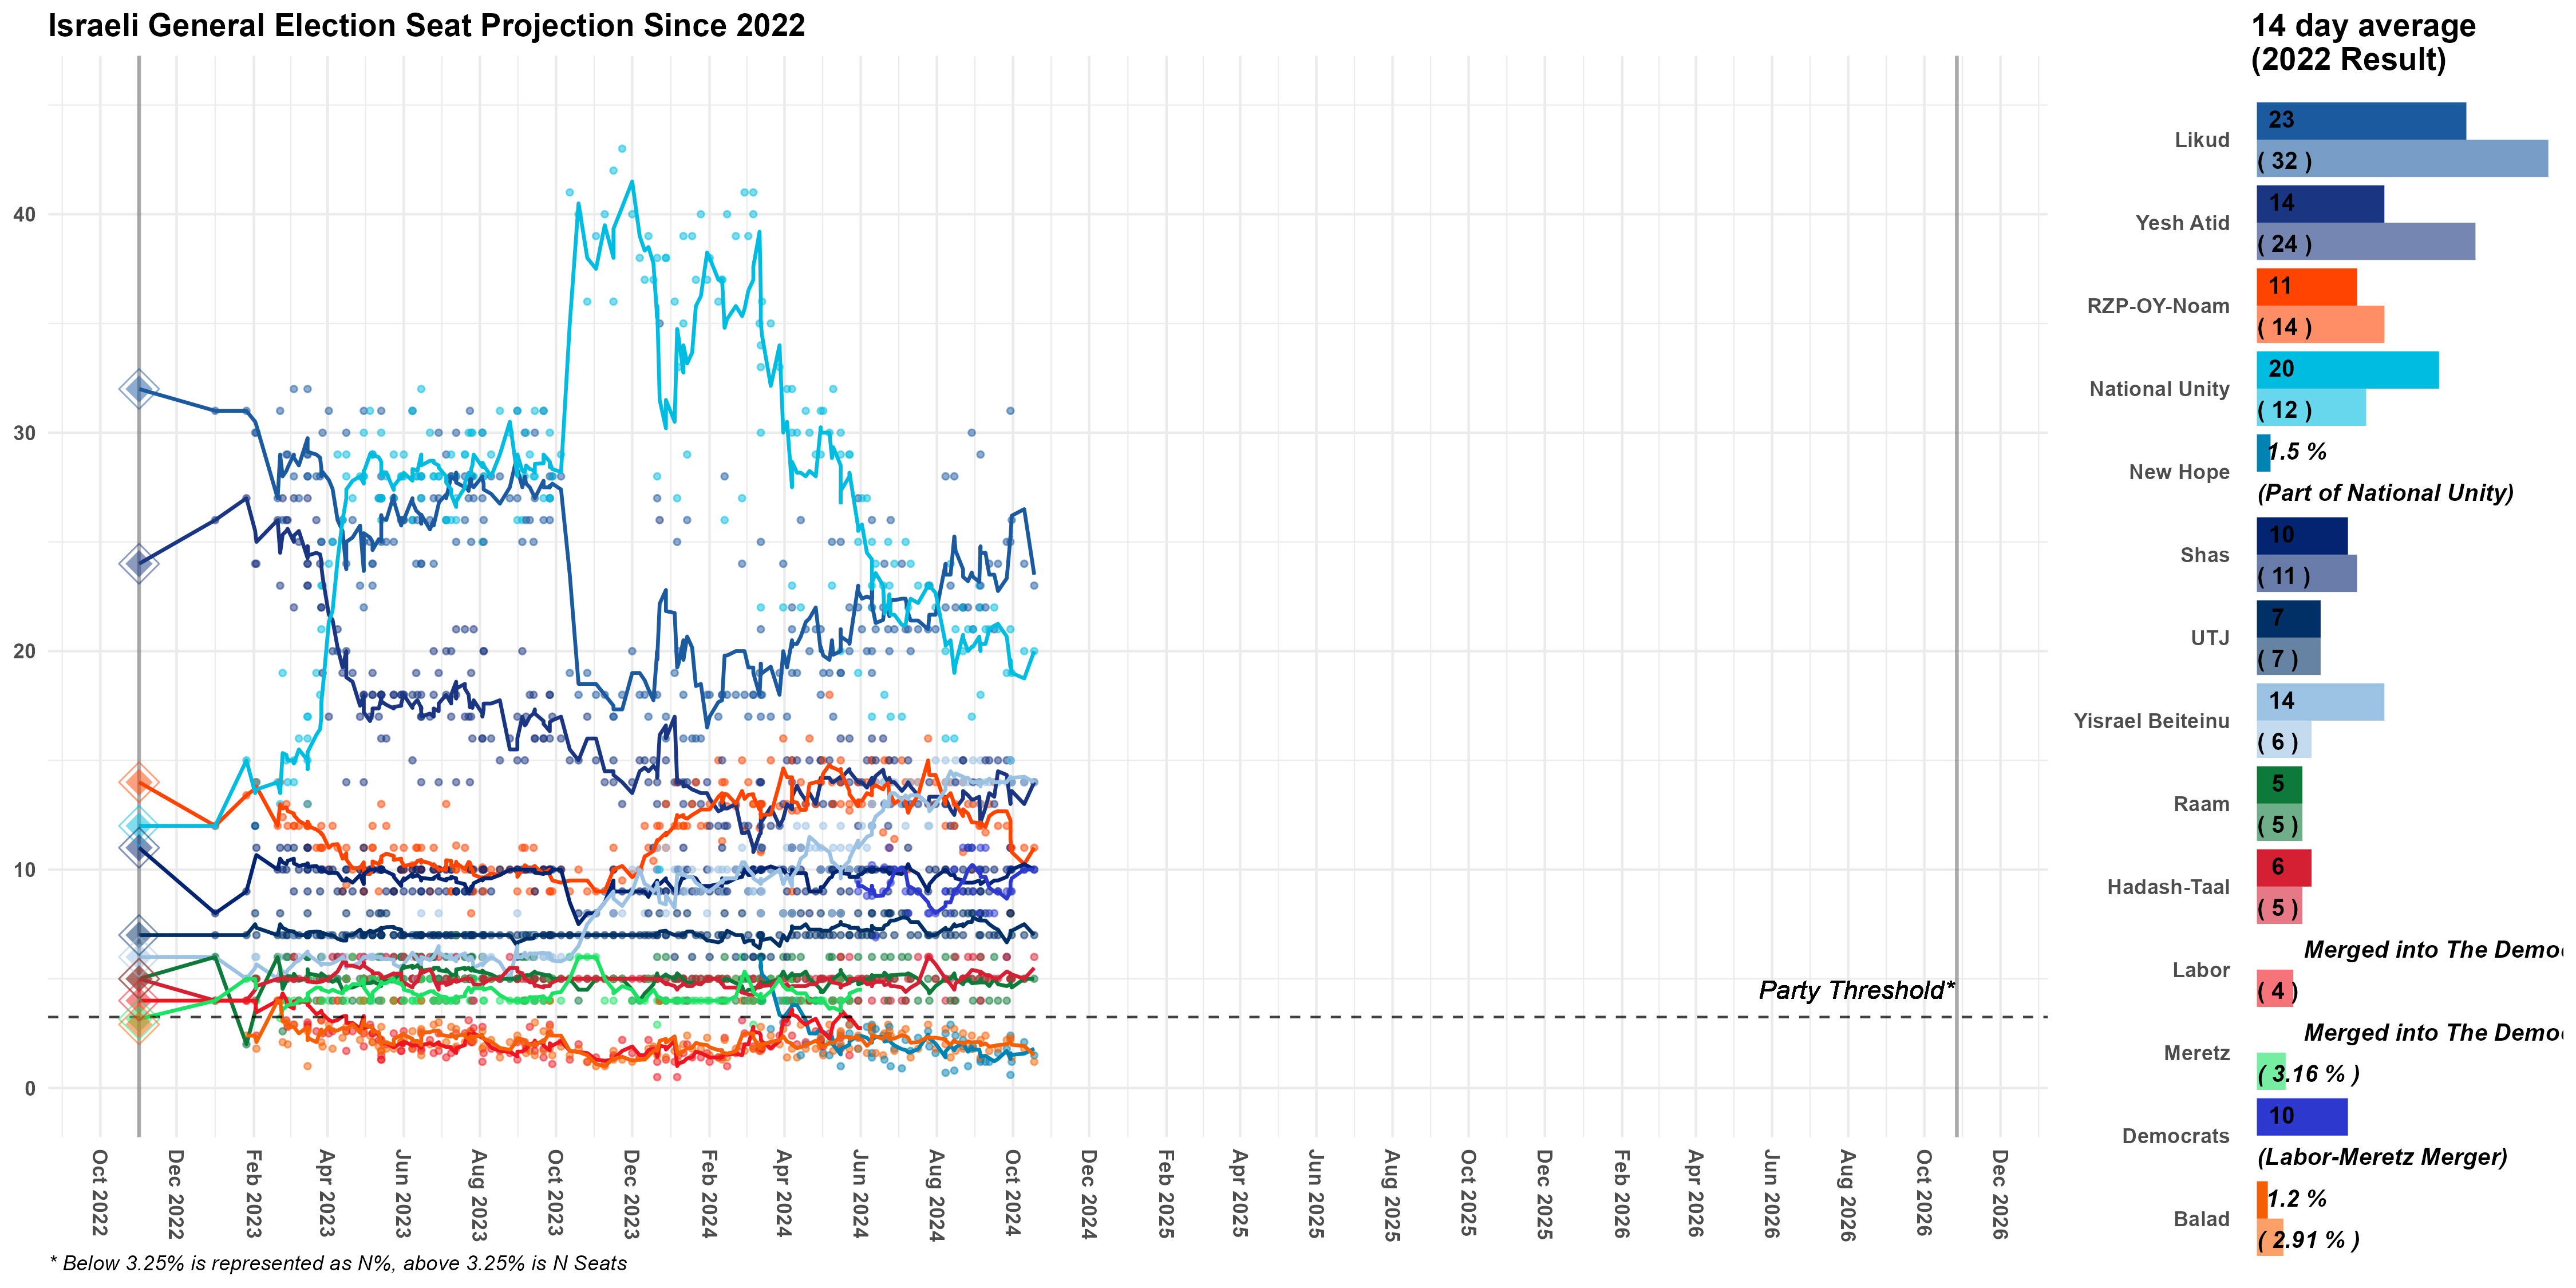 Israeli General Election Seat Projection Since 2022
14 day average
(2022 Result)
40
30
20
10
0
Party Threshold*
Oct 2022
Dec 2022
Feb 2023
Apr 2023
Jun 2023
Aug 2023
Oct 2023
Dec 2023
Feb 2024
Apr 2024
Jun 2024
Aug 2024
Oct 2024
Dec 2024
Feb 2025
Apr 2025
Jun 2025
Aug 2025
Oct 2025
Dec 2025
Feb 2026
Apr 2026
Jun 2026
Aug 2026
Oct 2026
Dec 2026
* Below 3.25% is represented as N%, above 3.25% is N Seats
Likud
23
( 32 )
Yesh Atid
14
( 24 )
RZP-OY-Noam
11
( 14 )
National Unity
20
( 12 )
New Hope
1.5 %
(Part of National Unity)
Shas
10
( 11 )
UTJ
7
( 7 )
Yisrael Beiteinu
14
( 6 )
Raam
5
( 5 )
Hadash-Taal
6
( 5 )
Labor
Merged into The Demo
( 4 )
Meretz
Merged into The Demo
( 3.16 % )
Democrats
10
(Labor-Meretz Merger)
Balad
1.2 %
( 2.91 % )